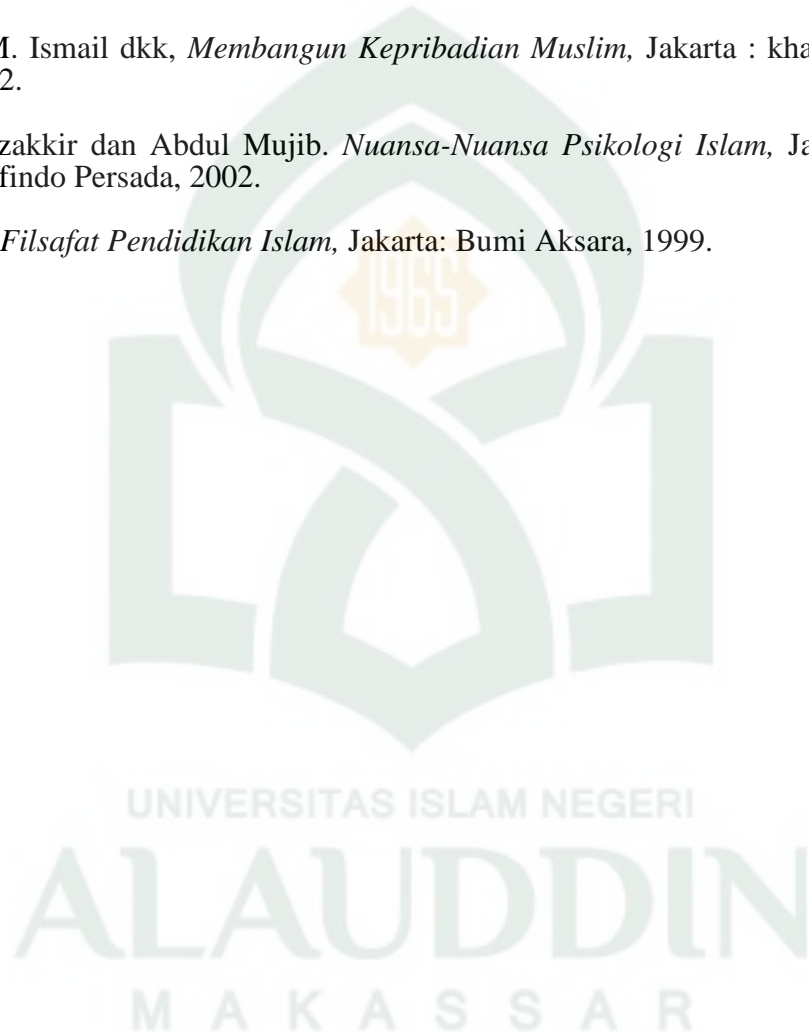 M. Ismail dkk, Membangun Kepribadian Muslim, Jakarta : kha
2.
zakkir dan Abdul Mujib. Nuansa-Nuansa Psikologi Islam, Ja
findo Persada, 2002.
Filsafat Pendidikan Islam, Jakarta: Bumi Aksara, 1999.
1965
UNIVERSITAS ISLAM NEGERI
ALAUDDIN
MAKASSAR